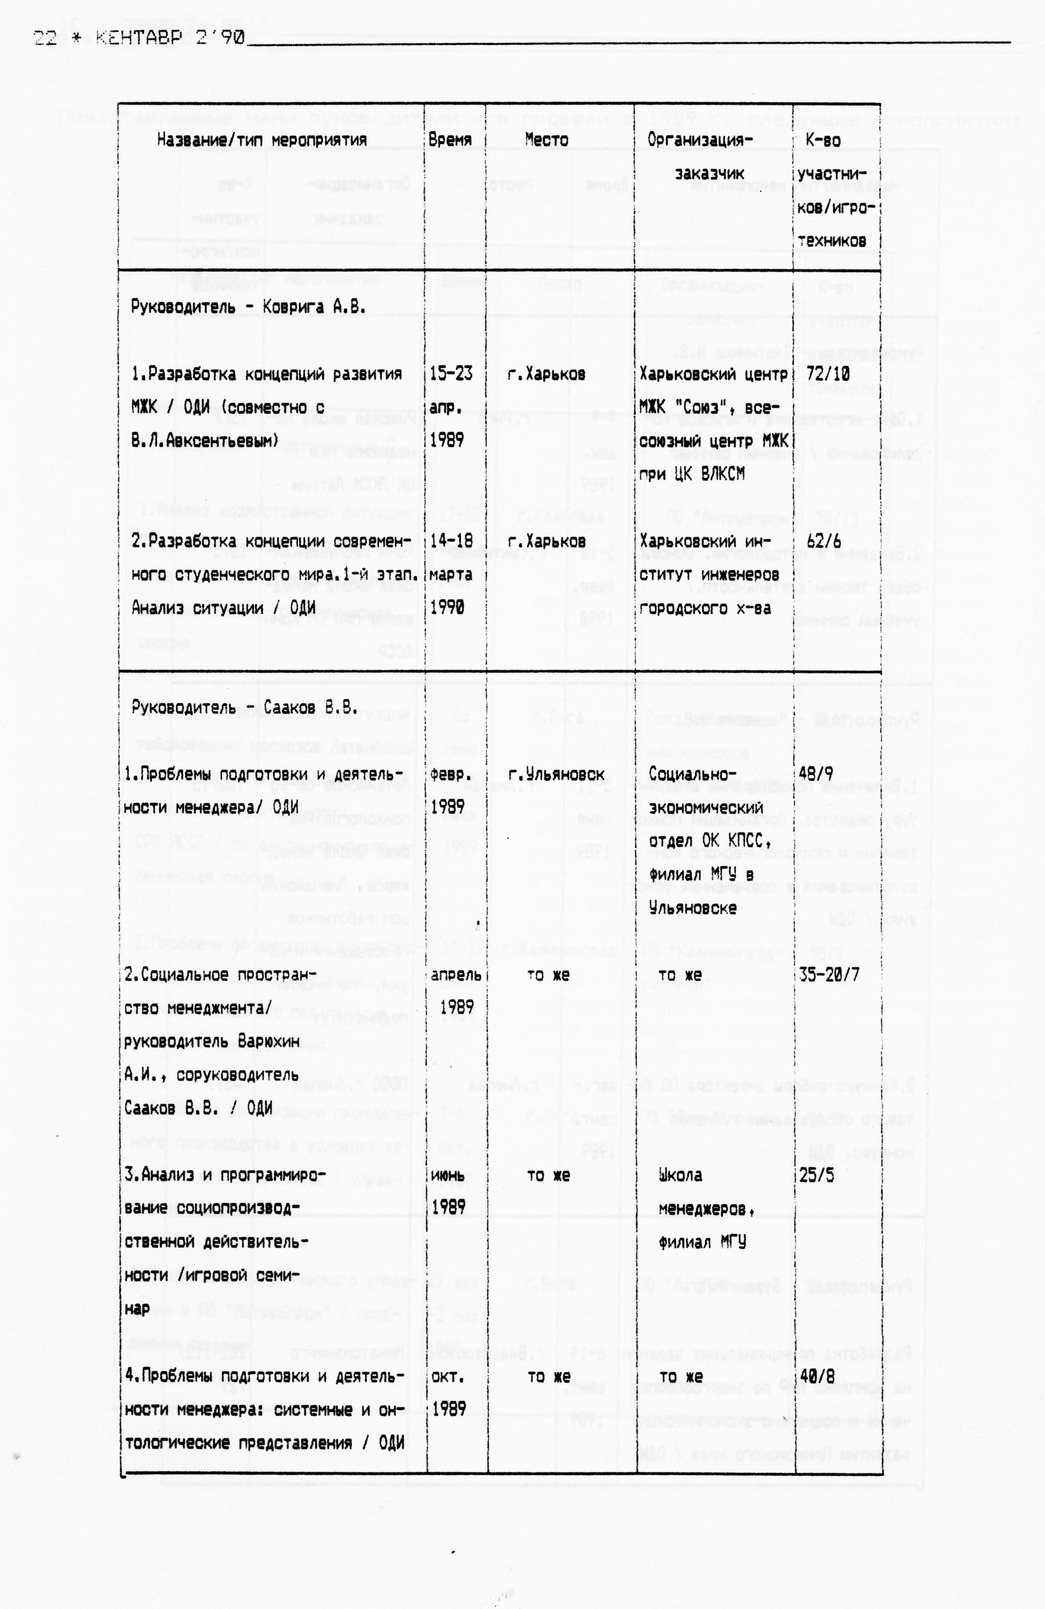 22 * КЕНТАВР 2'90
Название/тип мероприятия Время Место Организация- К-во
заказчик участни-
ков/игро-
техников
Руководитель - Коврига А.В.
1.Разработка концепций развития 15-23 г.Харьков Харьковский центр 72/10
МЖК / ОДИ (совместно с апр. МЖК "Союз", все-
В.Л.Авксентьевым) 1989 союзный центр МЖК
при ЦК ВЛКСМ
2.Разработка концепции современ- 14-18 г.Харьков Харьковский ин- 62/6
ного студенческого мира.1-й этап. марта ститут инженеров
Анализ ситуации / ОДИ 1990 городского х-ва
Руководитель - Сааков В.В.
1.Проблемы подготовки и деятель- февр. г.Ульяновск Социально- 48/9
ности менеджера/ ОДИ 1989 экономический
отдел ОК КПСС,
филиал МГУ в
Ульяновске
2.Социальное простран- апрель то же то же 35-20/7
ство менеджмента/ 1989
руководитель Варюхин
А.И., соруководитель
Сааков В.В. / ОДИ
3.Анализ и программиро- июнь то же Школа 25/5
вание социопроизвод- 1989 менеджеров,
ственной действитель- филиал МГУ
ности /игровой семи-
нар
4.Проблемы подготовки и деятель- окт. то же то же 40/8
ности менеджера: системные и он- 1989
тологические представления / ОДИ